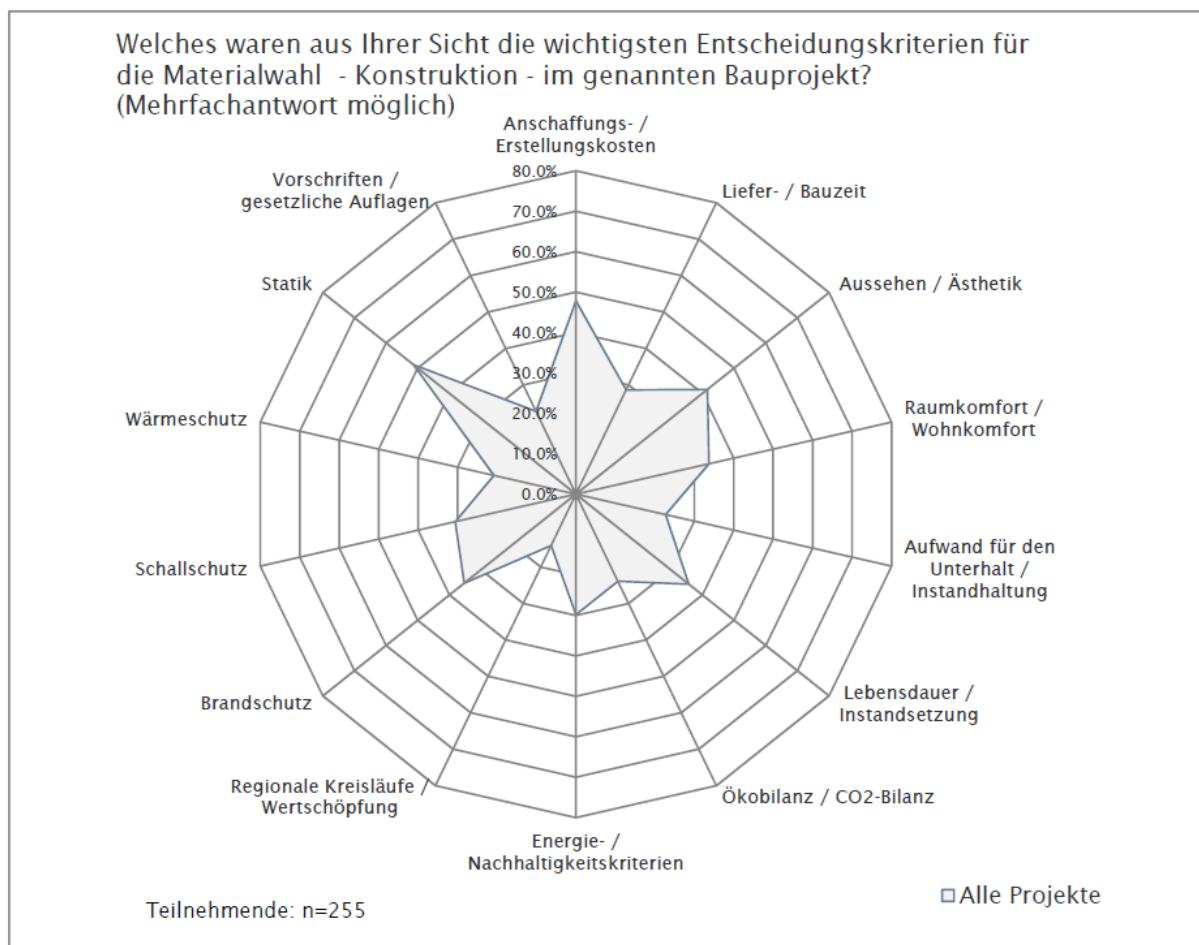 Welches waren aus Ihrer Sicht die wichtigsten Entscheidungskriterien für
die Materialwahl - Konstruktion - im genannten Bauprojekt?
(Mehrfachantwort möglich)
Anschaffungs- /
Erstellungskosten
Liefer- / Bauzeit
Aussehen / Ästhetik
Raumkomfort /
Wohnkomfort
Aufwand für den
Unterhalt /
Instandhaltung
Lebensdauer /
Instandsetzung
Ökobilanz / CO2-Bilanz
Energie- /
Nachhaltigkeitskriterien
Regionale Kreisläufe /
Wertschöpfung
Brandschutz
Schallschutz
Wärmeschutz
Statik
Vorschriften /
gesetzliche Auflagen
80.0%
70.0%
60.0%
50.0%
40.0%
30.0%
20.0%
10.0%
0.0%
Teilnehmende: n=255
Alle Projekte